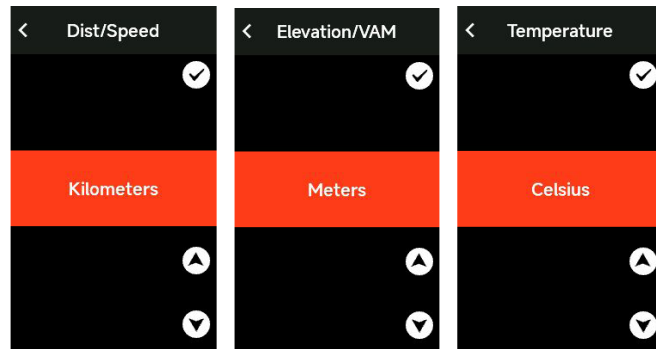 Dist/Speed
Kilometers
Elevation/VAM
Meters
Temperature
Celsius